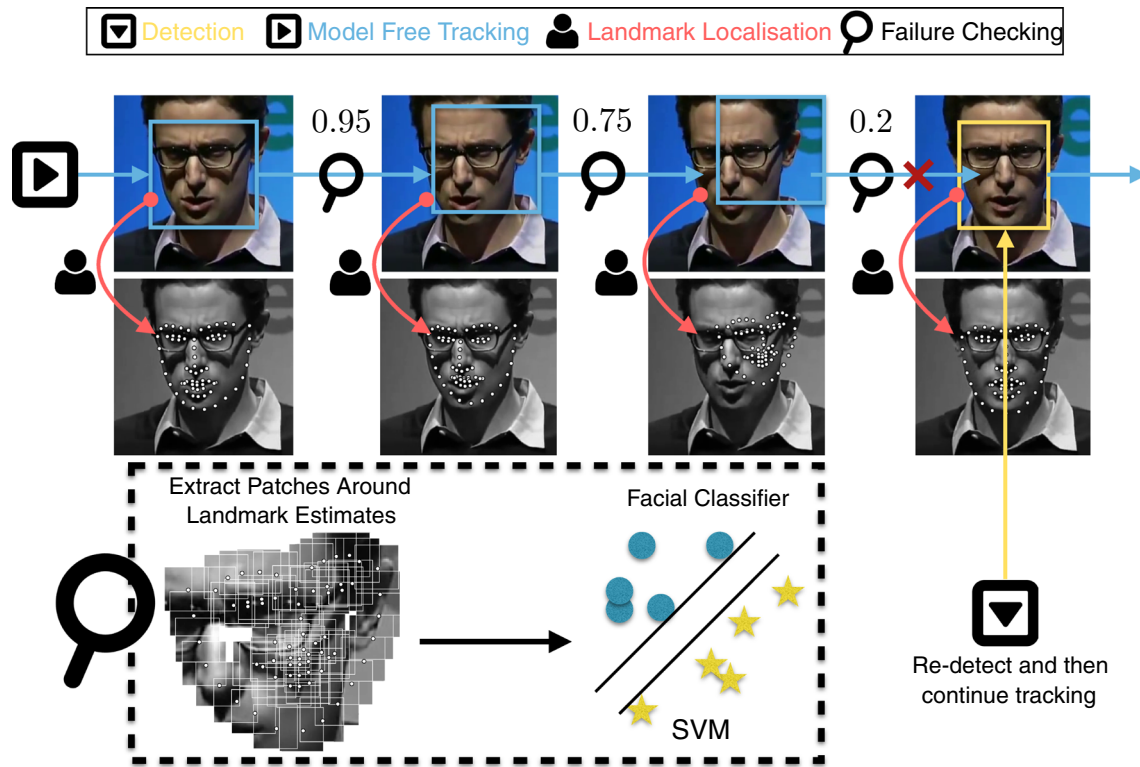 Detection Model Free Tracking Landmark Localisation Failure Checking
0.95 0.75 0.2
Extract Patches Around
Landmark Estimates
Facial Classifier
SVM
Re-detect and then
continue tracking